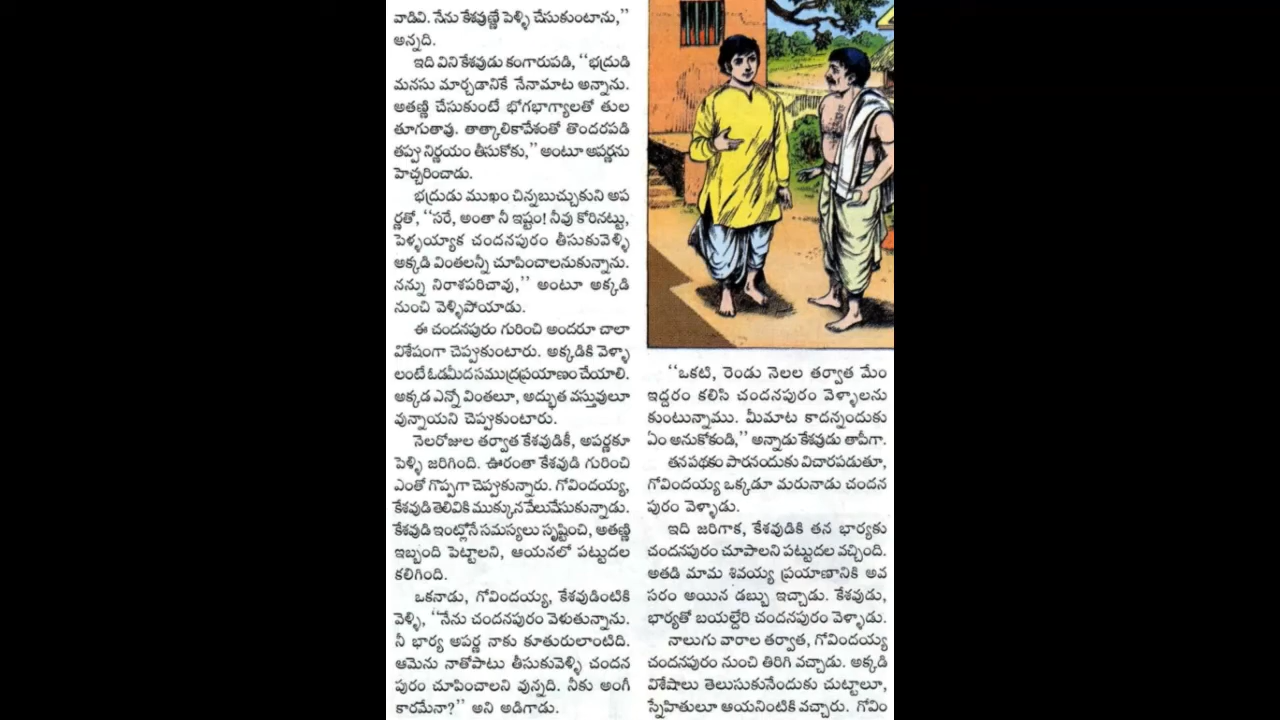 వాడివి. నేను కేశవుణ్ణే పెళ్ళి చేసుకుంటాను,’’
అన్నది.
ఇది విని కేశవుడు కంగారుపడి, ‘‘భద్రుడి
మనసు మార్చడానికే నేనామాట అన్నాను.
అతణ్ణి చేసుకుంటే భోగభాగ్యాలతో తుల
తూగుతావు. తాత్కాలికావేశంతో తొందరపడి
తప్పు నిర్ణయం తీసుకోకు,’’ అంటూ అపర్ణను
హెచ్చరించాడు.
భద్రుడు ముఖం చిన్నబుచ్చుకుని అప
ర్ణతో, ‘‘సరే, అంతా నీ ఇష్టం! నీవు కోరినట్టు,
పెళ్ళయ్యాక చందనపురం తీసుకువెళ్ళి
అక్కడి వింతలన్నీ చూపించాలనుకున్నాను.
నన్ను నిరాశపరిచావు,’’ అంటూ అక్కడి
నుంచి వెళ్ళిపోయాడు.
ఈ చందనపురం గురించి అందరూ చాలా
విశేషంగా చెప్పుకుంటారు. అక్కడికి వెళ్ళా
లంటే ఓడమీద సముద్రప్రయాణం చేయాలి.
అక్కడ ఎన్నో వింతలూ, అద్భుత వస్తువులూ
వున్నాయని చెప్పుకుంటారు.
నెలరోజుల తర్వాత కేశవుడికీ, అపర్ణకూ
పెళ్ళి జరిగింది. ఊరంతా కేశవుడి గురించి
ఎంతో గొప్పగా చెప్పుకున్నారు. గోవిందయ్య,
కేశవుడి తెలివికి ముక్కున వేలువేసుకున్నాడు.
కేశవుడి ఇంట్లోనే సమస్యలు సృష్టించి, అతణ్ణి
ఇబ్బంది పెట్టాలని, ఆయనలో పట్టుదల
కలిగింది.
ఒకనాడు, గోవిందయ్య, కేశవుడింటికి
వెళ్ళి, ‘‘నేను చందనపురం వెళుతున్నాను.
నీ భార్య అపర్ణ నాకు కూతురులాంటిది.
ఆమెను నాతోపాటు తీసుకువెళ్ళి చందన
పురం చూపించాలని వున్నది. నీకు అంగీ
కారమేనా?’’ అని అడిగాడు.
‘‘ఒకటి, రెండు నెలల తర్వాత మేం
ఇద్దరం కలిసి చందనపురం వెళ్ళాలను
కుంటున్నాము. మీమాట కాదన్నందుకు
ఏం అనుకోకండి,’’ అన్నాడు కేశవుడు తాపీగా.
తన పథకం పారనందుకు విచారపడుతూ,
గోవిందయ్య ఒక్కడూ మరునాడు చందన
పురం వెళ్ళాడు.
ఇది జరిగాక, కేశవుడికి తన భార్యకు
చందనపురం చూపాలని పట్టుదల వచ్చింది.
అతడి మామ శివయ్య ప్రయాణానికి అవ
సరం అయిన డబ్బు ఇచ్చాడు. కేశవుడు,
భార్యతో బయల్దేరి చందనపురం వెళ్ళాడు.
నాలుగు వారాల తర్వాత, గోవిందయ్య
చందనపురం నుంచి తిరిగి వచ్చాడు. అక్కడి
విశేషాలు తెలుసుకునేందుకు చుట్టాలూ,
స్నేహితులూ ఆయనింటికి వచ్చారు. గోవిం